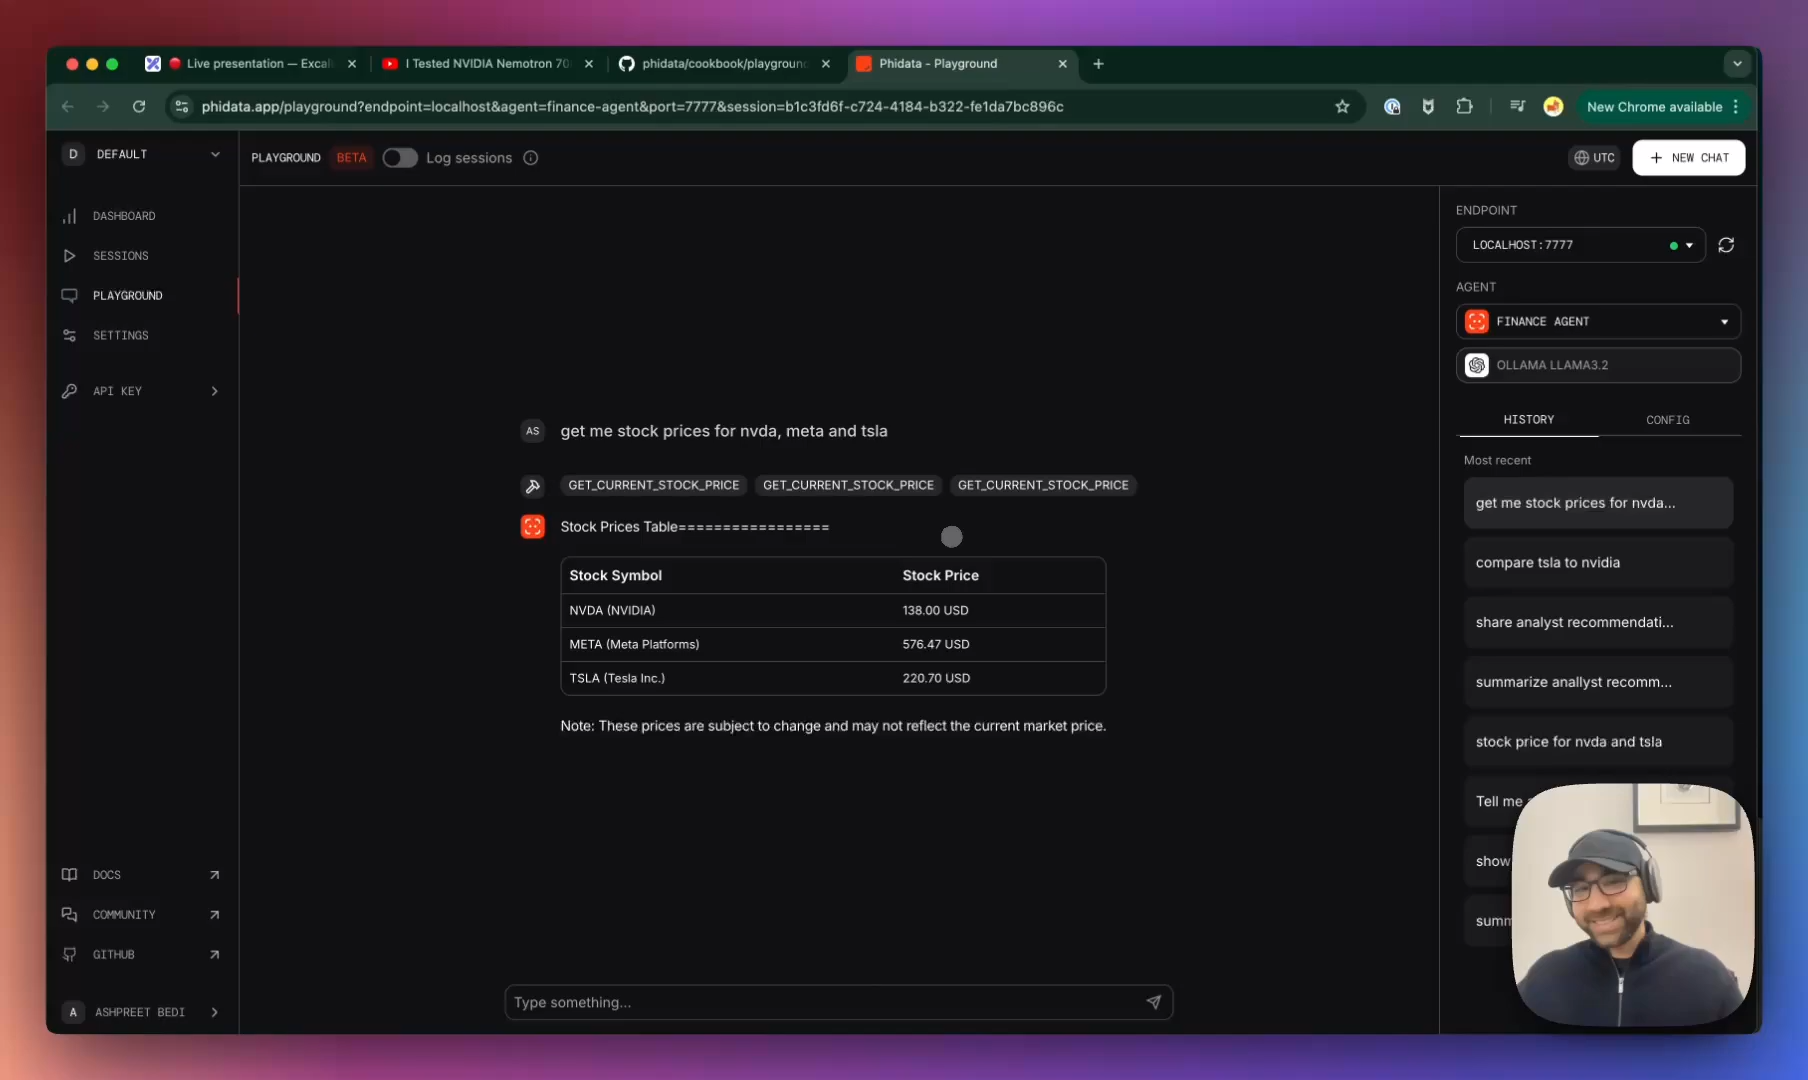 Live presentation — Excali
I Tested NVIDIA Nemotron 70
phidata/cookbook/playground
Phidata - Playground
phidata.app/playground?endpoint=localhost&agent=finance-agent&port=7777&session=b1c3fd6f-c724-4184-b322-fe1da7bc896c
New Chrome available
D DEFAULT
PLAYGROUND BETA Log sessions
UTC
+ NEW CHAT
DASHBOARD
SESSIONS
PLAYGROUND
SETTINGS
API KEY
DOCS
COMMUNITY
GITHUB
A ASHPREET BEDI
AS get me stock prices for nvda, meta and tsla
GET_CURRENT_STOCK_PRICE GET_CURRENT_STOCK_PRICE GET_CURRENT_STOCK_PRICE
Stock Prices Table=================
Stock Symbol Stock Price
NVDA (NVIDIA) 138.00 USD
META (Meta Platforms) 576.47 USD
TSLA (Tesla Inc.) 220.70 USD
Note: These prices are subject to change and may not reflect the current market price.
Type something...
ENDPOINT
LOCALHOST:7777
AGENT
FINANCE AGENT
OLLAMA LLAMA3.2
HISTORY CONFIG
Most recent
get me stock prices for nvda...
compare tsla to nvidia
share analyst recommendati...
summarize anallyst recomm...
stock price for nvda and tsla
Tell me
show
summ